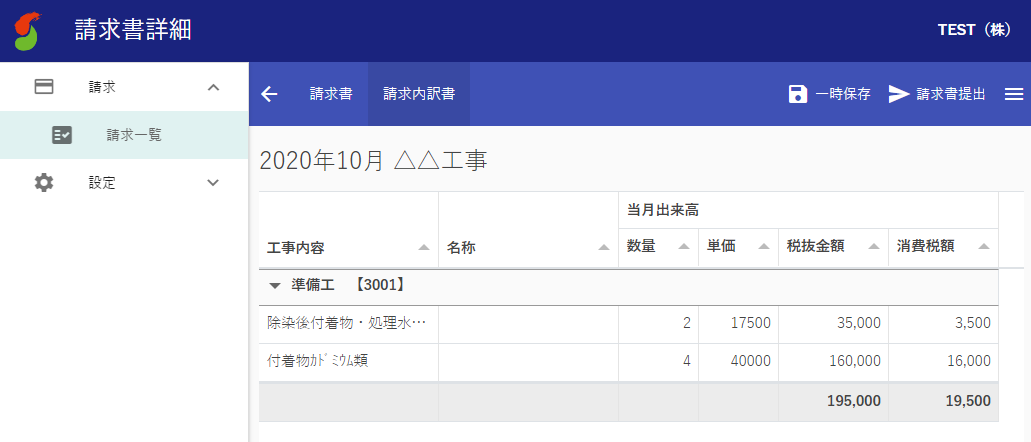 請求書詳細
TEST（株）
請求
請求一覧
設定
請求書
請求内訳書
一時保存
請求書提出
2020年10月 △△工事
工事内容
名称
当月出来高
数量
単価
税抜金額
消費税額
準備工 【3001】
除染後付着物・処理水… 2 17500 35,000 3,500
付着物ｶﾄﾞﾐｳﾑ類 4 40000 160,000 16,000
195,000 19,500